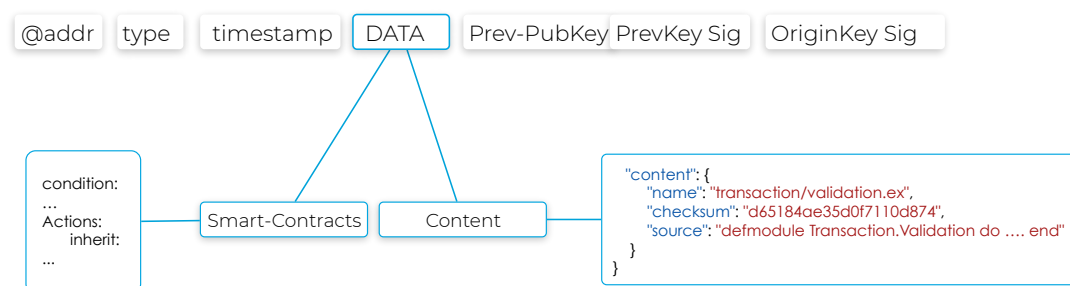 @addr type timestamp DATA Prev-PubKey PrevKey Sig OriginKey Sig
condition:
...
Actions:
inherit:
...
Smart-Contracts
Content
"content": {
"name": "transaction/validation.ex",
"checksum": "d65184ae35d0f7110d874",
"source": "defmodule Transaction.Validation do .... end"
}
}